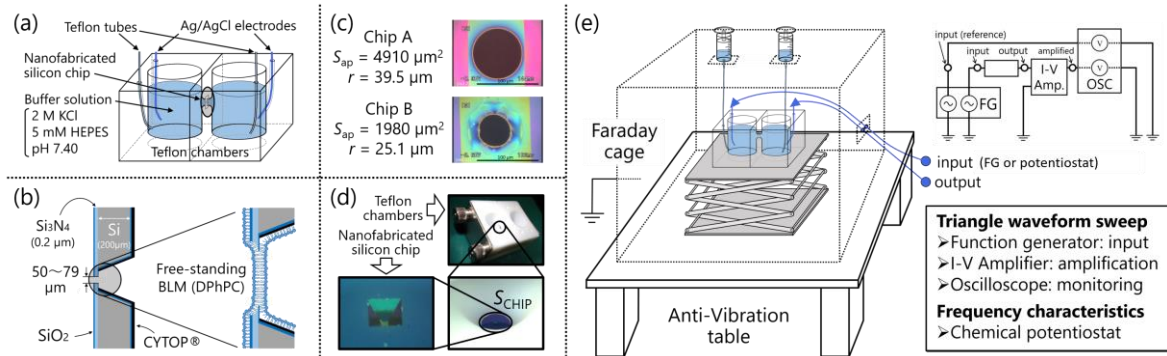 (a)
Ag/AgCl electrodes
Teflon tubes
Nanofabricated
silicon chip
Buffer solution
2 M KCl
5 mM HEPES
pH 7.40
Teflon chambers
(b)
Si₃N₄
(0.2 μm)
Si
(200μm)
50～79
μm
Free-standing
BLM (DPhPC)
SiO₂
CYTOP®
(c)
Chip A
Sap = 4910 μm²
r = 39.5 μm
Chip B
Sap = 1980 μm²
r = 25.1 μm
(d)
Teflon
chambers
Nanofabricated
silicon chip
SCHIP
(e)
Faraday
cage
Anti-Vibration
table
input (FG or potentiostat)
output
input (reference)
input
output
amplified
I-V
Amp.
V
V
OSC
FG
Triangle waveform sweep
➢Function generator: input
➢I-V Amplifier: amplification
➢Oscilloscope: monitoring
Frequency characteristics
➢Chemical potentiostat